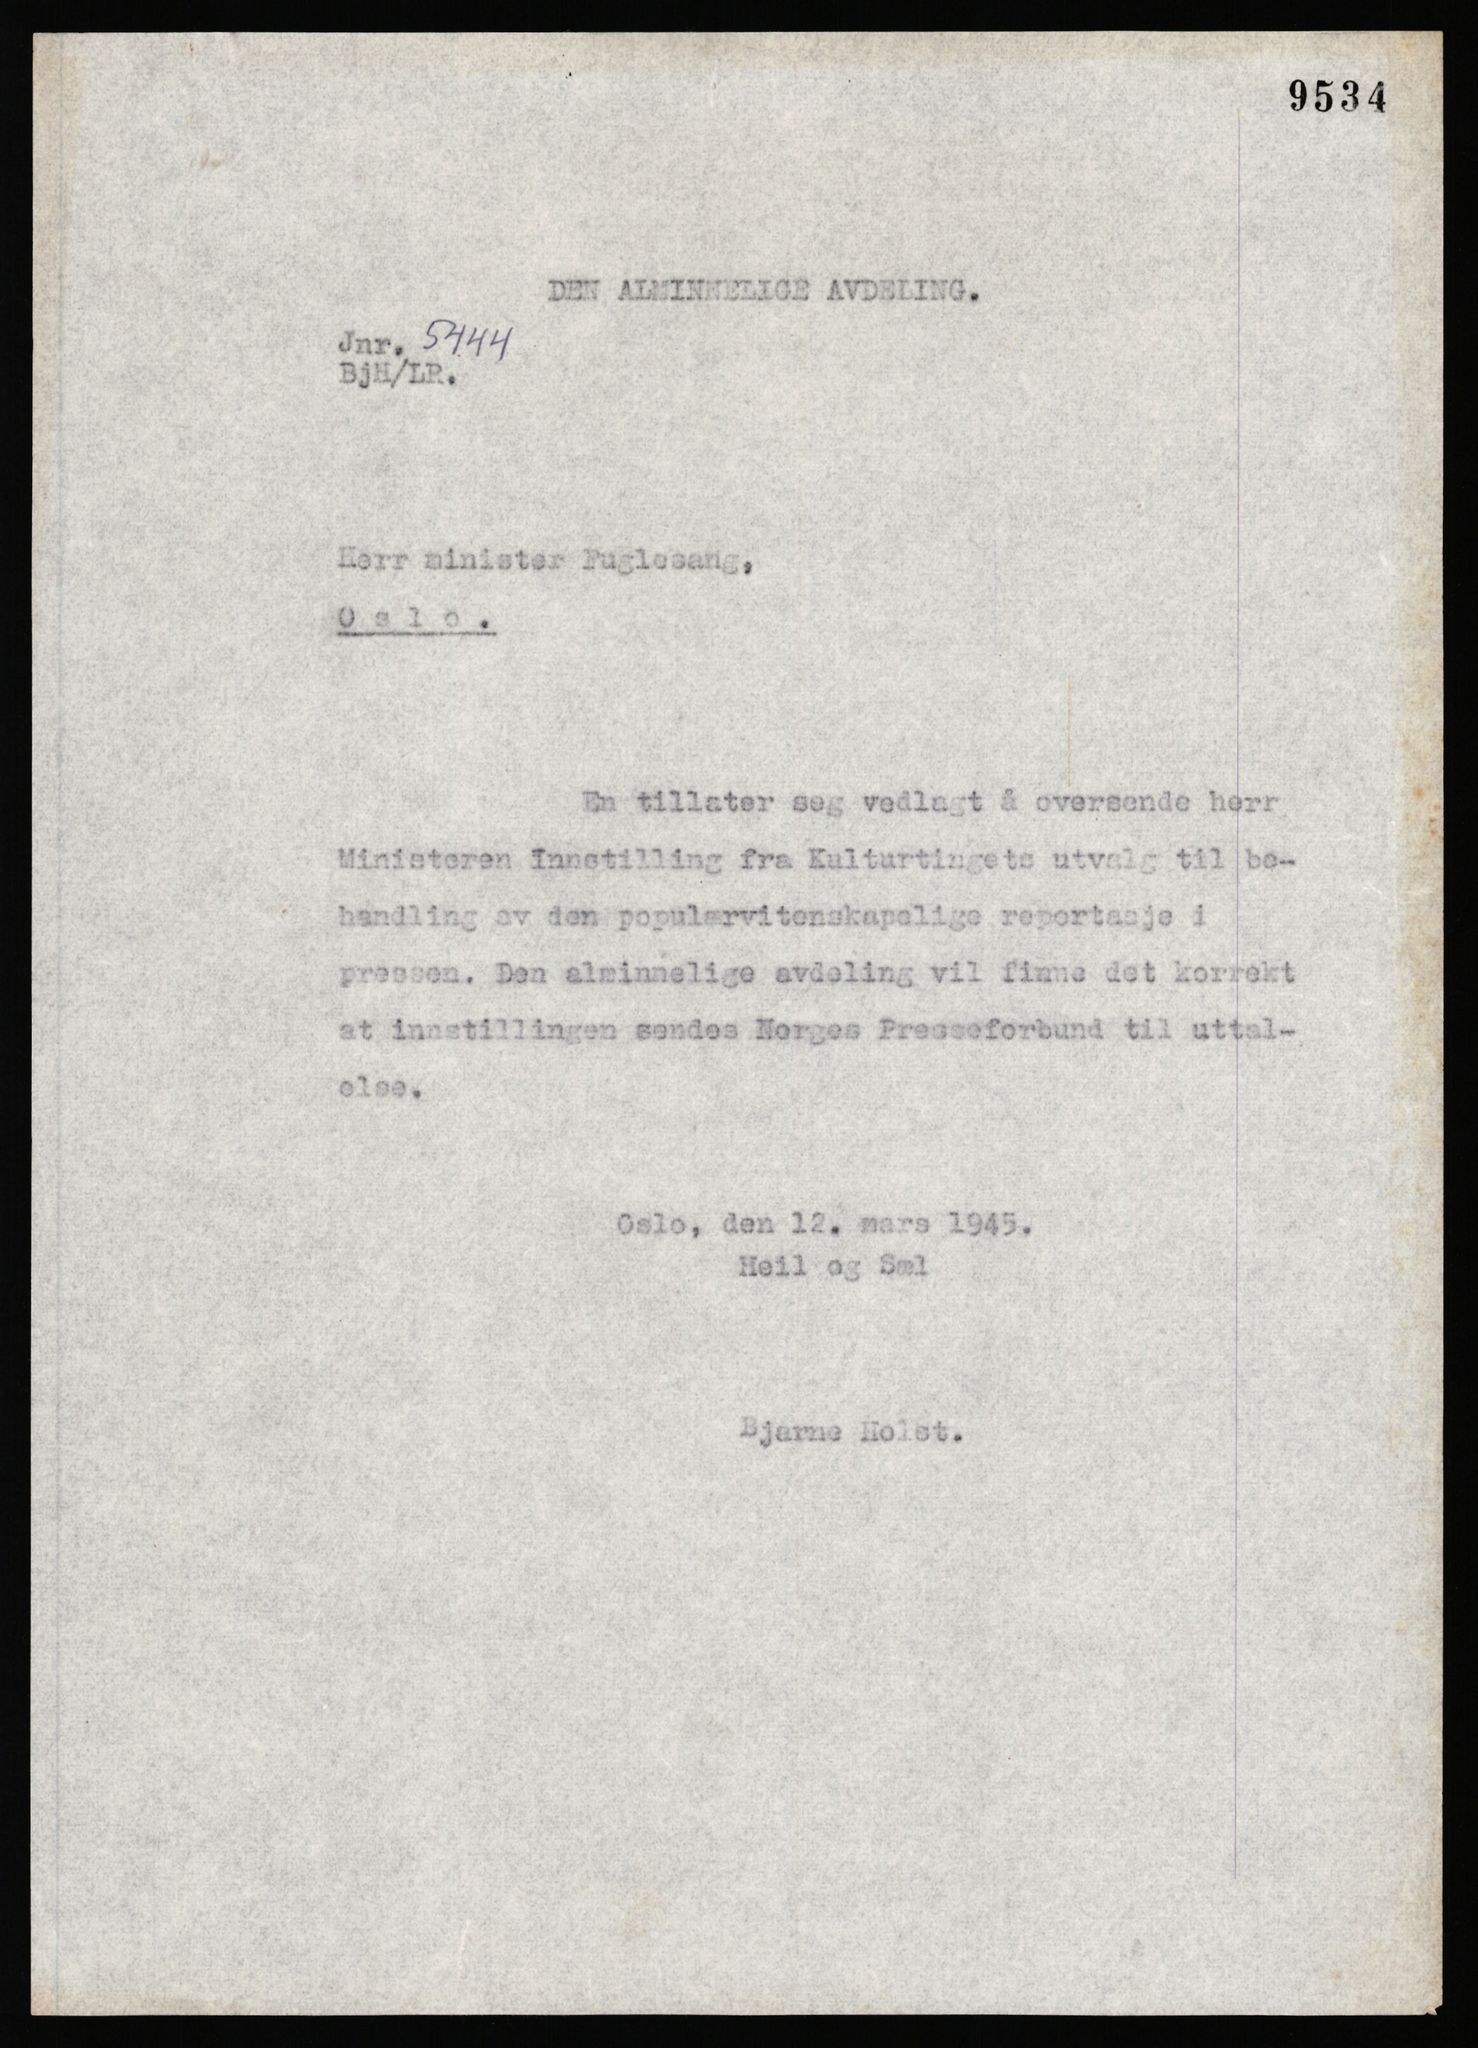 9534
DEN ALMINNELIGE AVDELING.
Jnr. 5444
BjH/LR.
Herr minister Fuglesang,
Oslo.
En tillater seg vedlagt å oversende herr
Ministeren Innstilling fra Kulturtingets utvalg til be-
handling av den populærvitenskapelige reportasje i
pressen. Den alminnelige avdeling vil finne det korrekt
at innstillingen sendes Norges Presseforbund til uttal-
else.
Oslo, den 12. mars 1945.
Heil og Sæl
Bjarne Holst.